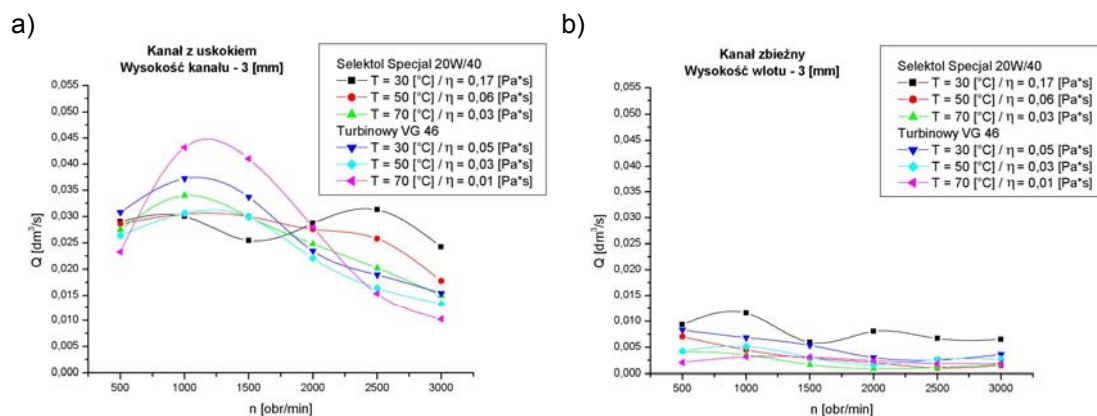 a)
Kanał z uskokiem
Wysokość kanału - 3 [mm]
Selektol Specjal 20W/40
T = 30 [°C] / η = 0,17 [Pa*s]
T = 50 [°C] / η = 0,06 [Pa*s]
T = 70 [°C] / η = 0,03 [Pa*s]
Turbinowy VG 46
T = 30 [°C] / η = 0,05 [Pa*s]
T = 50 [°C] / η = 0,03 [Pa*s]
T = 70 [°C] / η = 0,01 [Pa*s]
Q [dm³/s]
0,055
0,050
0,045
0,040
0,035
0,030
0,025
0,020
0,015
0,010
0,005
0,000
500 1000 1500 2000 2500 3000
n [obr/min]
b)
Kanał zbieżny
Wysokość wlotu - 3 [mm]
Selektol Specjal 20W/40
T = 30 [°C] / η = 0,17 [Pa*s]
T = 50 [°C] / η = 0,06 [Pa*s]
T = 70 [°C] / η = 0,03 [Pa*s]
Turbinowy VG 46
T = 30 [°C] / η = 0,05 [Pa*s]
T = 50 [°C] / η = 0,03 [Pa*s]
T = 70 [°C] / η = 0,01 [Pa*s]
Q [dm³/s]
0,055
0,050
0,045
0,040
0,035
0,030
0,025
0,020
0,015
0,010
0,005
0,000
500 1000 1500 2000 2500 3000
n [obr/min]